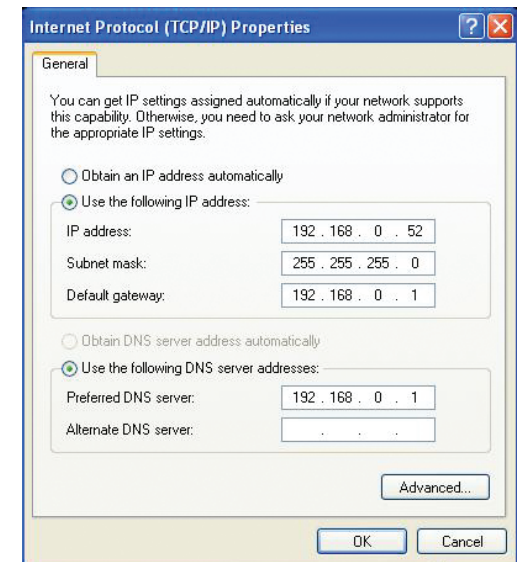 Internet Protocol (TCP/IP) Properties
General
You can get IP settings assigned automatically if your network supports
this capability. Otherwise, you need to ask your network administrator for
the appropriate IP settings.
Obtain an IP address automatically
Use the following IP address:
IP address: 192 . 168 . 0 . 52
Subnet mask: 255 . 255 . 255 . 0
Default gateway: 192 . 168 . 0 . 1
Obtain DNS server address automatically
Use the following DNS server addresses:
Preferred DNS server: 192 . 168 . 0 . 1
Alternate DNS server: . . .
Advanced...
OK Cancel